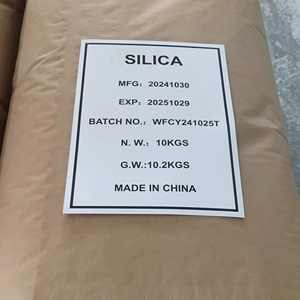 SILICA
MFG：20241030
EXP：20251029
BATCH NO.：WFCY241025T
N. W.：10KGS
G.W.:10.2KGS
MADE IN CHINA